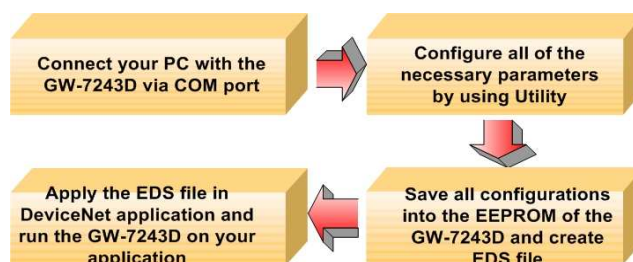 Connect your PC with the
GW-7243D via COM port
Configure all of the
necessary parameters
by using Utility
Save all configurations
into the EEPROM of the
GW-7243D and create
EDS file
Apply the EDS file in
DeviceNet application and
run the GW-7243D on your
application